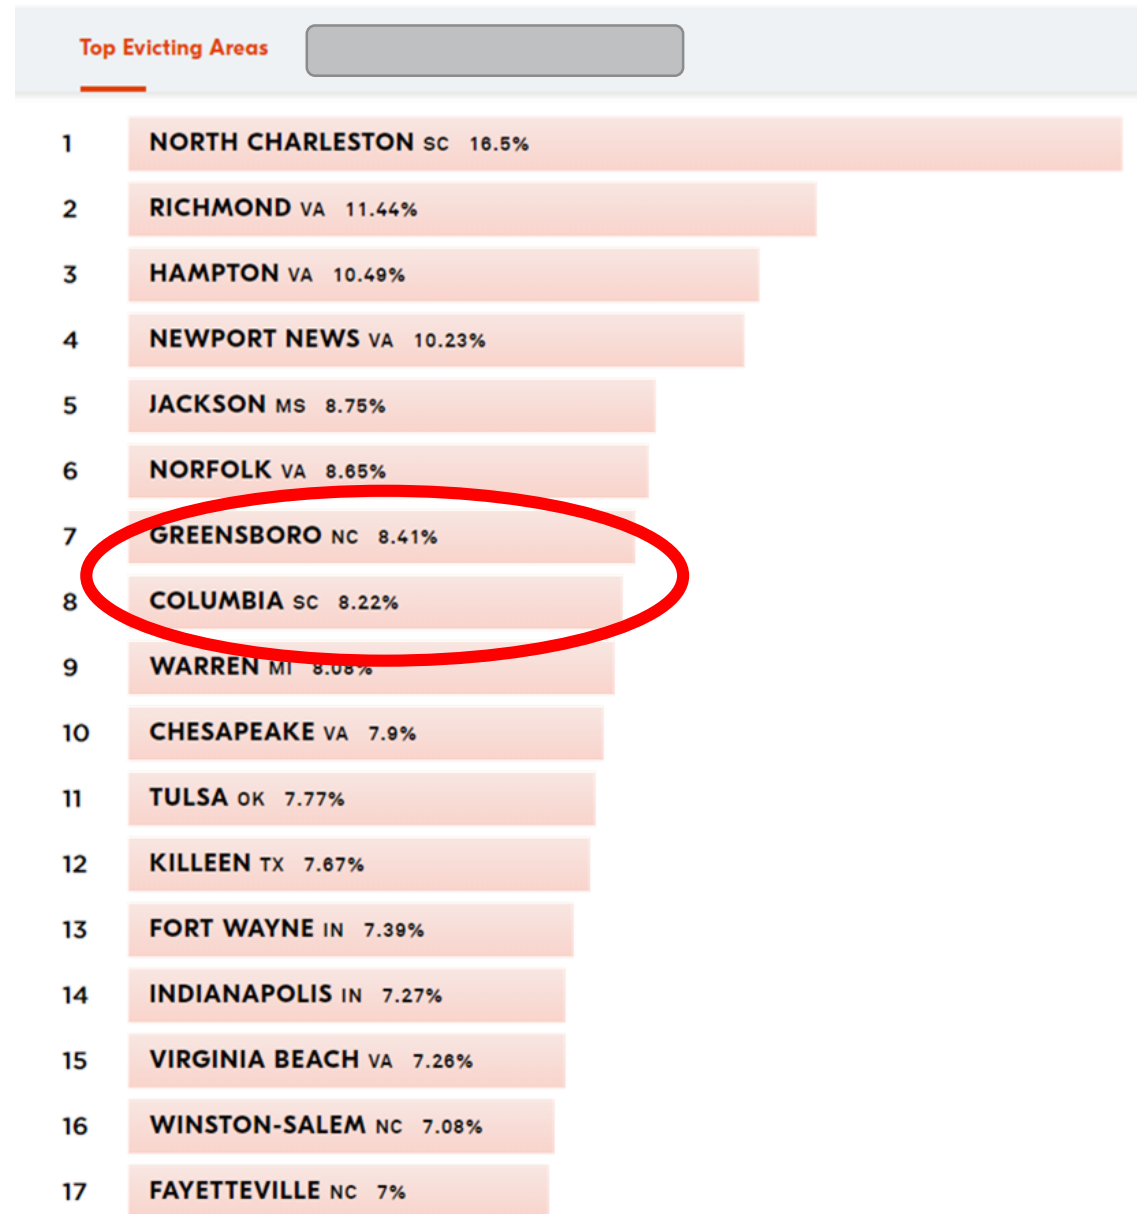 Top Evicting Areas
1 NORTH CHARLESTON SC 16.5%
2 RICHMOND VA 11.44%
3 HAMPTON VA 10.49%
4 NEWPORT NEWS VA 10.23%
5 JACKSON MS 8.75%
6 NORFOLK VA 8.65%
7 GREENSBORO NC 8.41%
8 COLUMBIA SC 8.22%
9 WARREN MI 8.08%
10 CHESAPEAKE VA 7.9%
11 TULSA OK 7.77%
12 KILLEEN TX 7.67%
13 FORT WAYNE IN 7.39%
14 INDIANAPOLIS IN 7.27%
15 VIRGINIA BEACH VA 7.26%
16 WINSTON-SALEM NC 7.08%
17 FAYETTEVILLE NC 7%